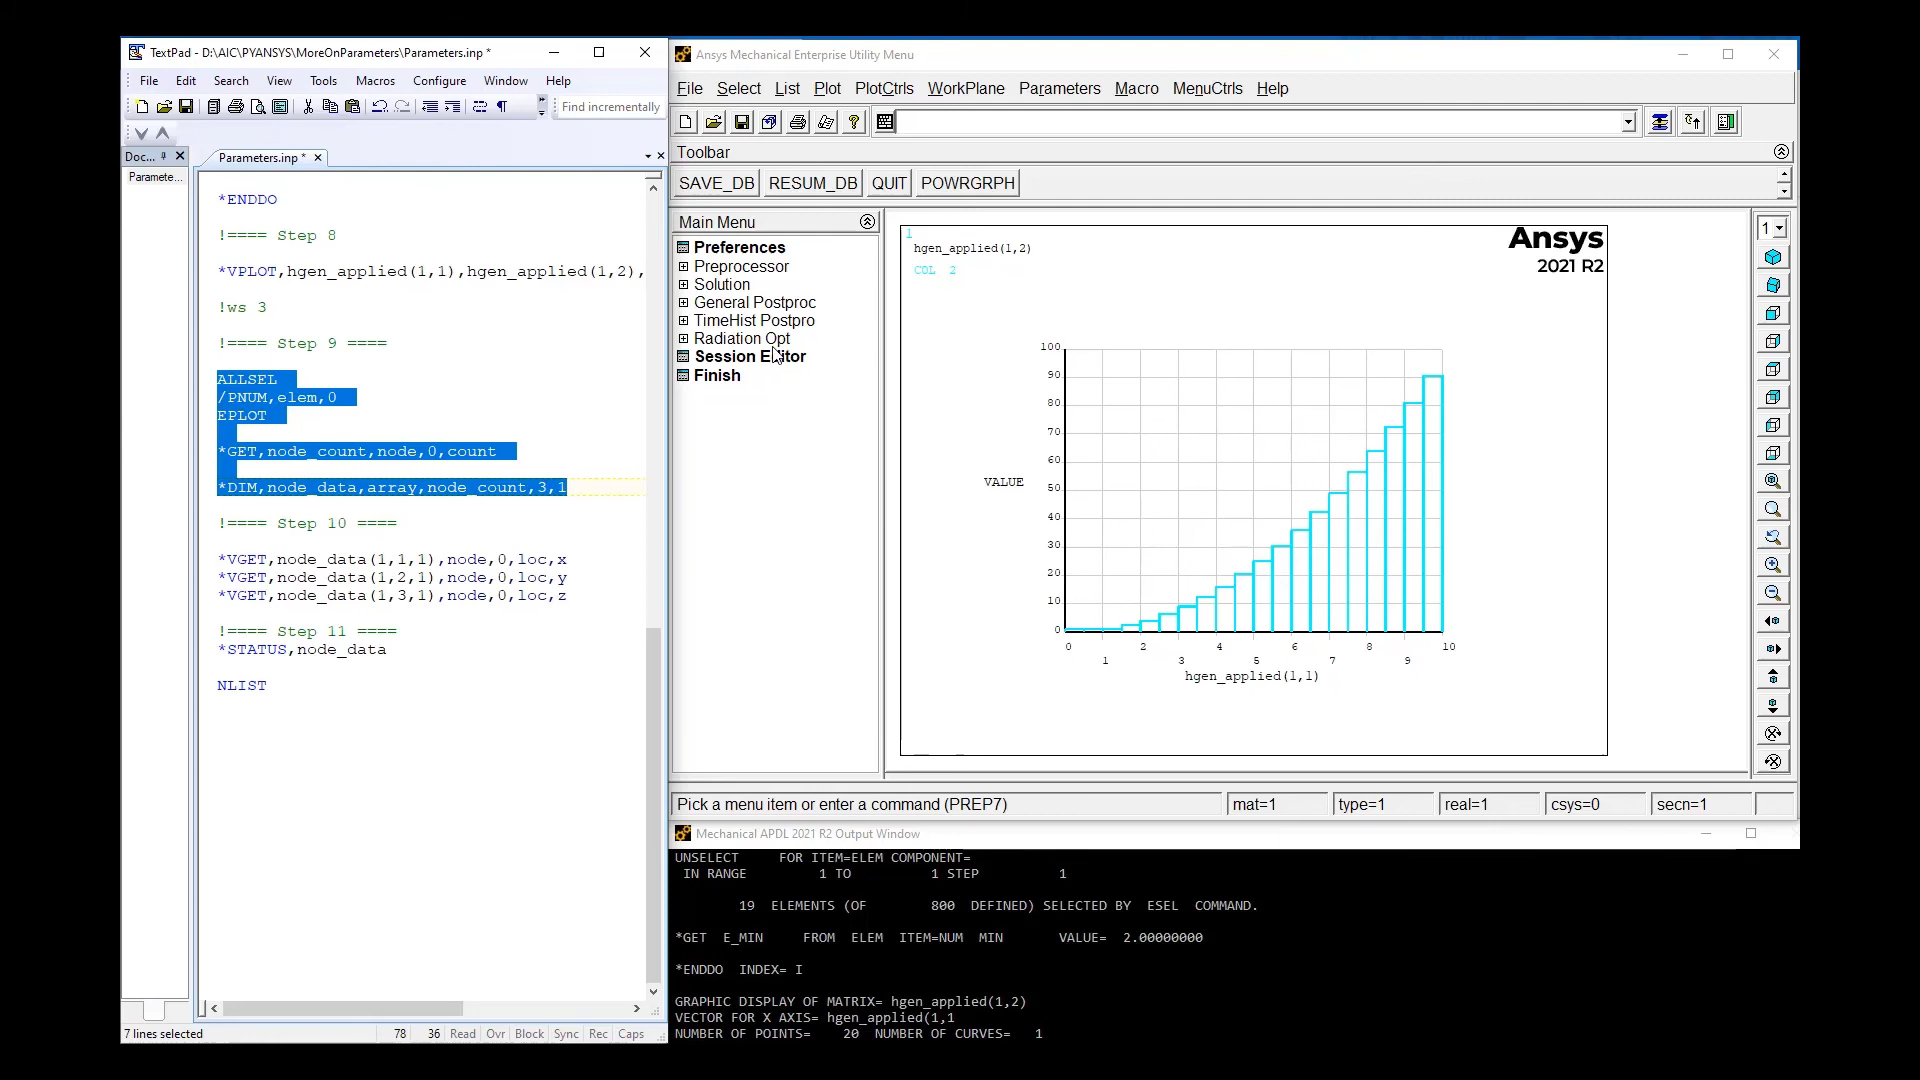 TextPad - D:\AIC\PYANSYS\MoreOnParameters\Parameters.inp *
File Edit Search View Tools Macros Configure Window Help
Find incrementally
Doc...
Parameters.inp *
Paramete...
*ENDDO
!==== Step 8
*VPLOT,hgen_applied(1,1),hgen_applied(1,2),
!ws 3
!==== Step 9 ====
ALLSEL
/PNUM,elem,0
EPLOT
*GET,node_count,node,0,count
*DIM,node_data,array,node_count,3,1
!==== Step 10 ====
*VGET,node_data(1,1,1),node,0,loc,x
*VGET,node_data(1,2,1),node,0,loc,y
*VGET,node_data(1,3,1),node,0,loc,z
!==== Step 11 ====
*STATUS,node_data
NLIST
7 lines selected 78 36 Read Ovr Block Sync Rec Caps
Ansys Mechanical Enterprise Utility Menu
File Select List Plot PlotCtrls WorkPlane Parameters Macro MenuCtrls Help
Toolbar
SAVE_DB RESUM_DB QUIT POWRGRPH
Main Menu
Preferences
Preprocessor
Solution
General Postproc
TimeHist Postpro
Radiation Opt
Session Editor
Finish
1
hgen_applied(1,2)
COL 2
Ansys
2021 R2
1
100
90
80
70
60
50
40
30
20
10
0
VALUE
0 2 4 6 8 10
1 3 5 7 9
hgen_applied(1,1)
Pick a menu item or enter a command (PREP7) mat=1 type=1 real=1 csys=0 secn=1
Mechanical APDL 2021 R2 Output Window
UNSELECT FOR ITEM=ELEM COMPONENT=
IN RANGE 1 TO 1 STEP 1
19 ELEMENTS (OF 800 DEFINED) SELECTED BY ESEL COMMAND.
*GET E_MIN FROM ELEM ITEM=NUM MIN VALUE= 2.00000000
*ENDDO INDEX= I
GRAPHIC DISPLAY OF MATRIX= hgen_applied(1,2)
VECTOR FOR X AXIS= hgen_applied(1,1
NUMBER OF POINTS= 20 NUMBER OF CURVES= 1